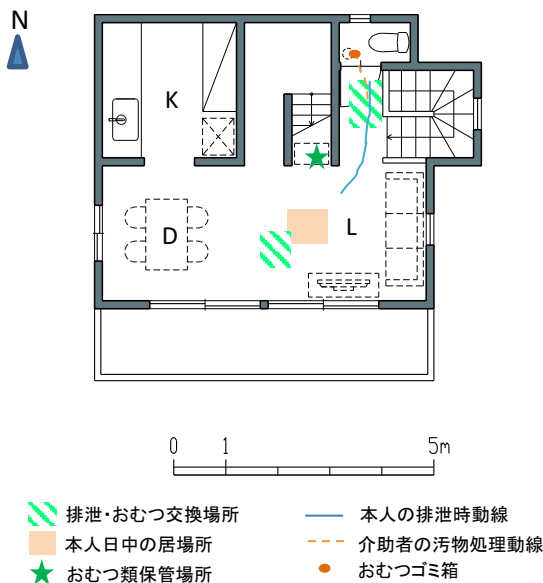 N
K
D
L
0 1 5m
排泄・おむつ交換場所
本人日中の居場所
おむつ類保管場所
本人の排泄時動線
介助者の汚物処理動線
おむつゴミ箱